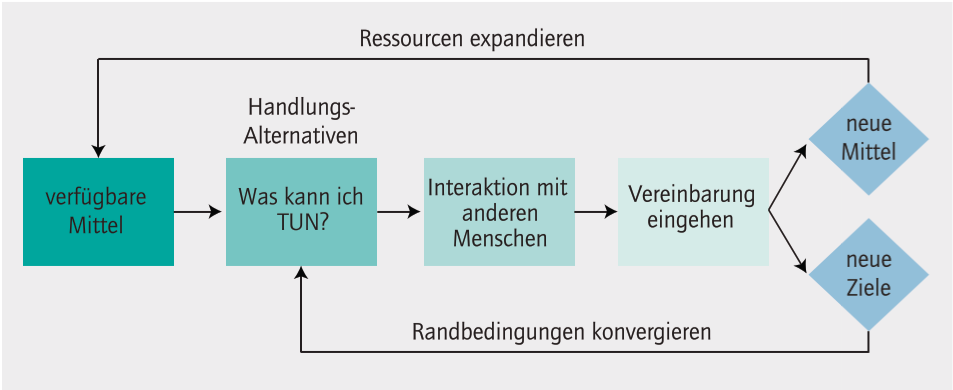 Ressourcen expandieren
Handlungs-
Alternativen
verfügbare
Mittel
Was kann ich
TUN?
Interaktion mit
anderen
Menschen
Vereinbarung
eingehen
neue
Mittel
neue
Ziele
Randbedingungen konvergieren